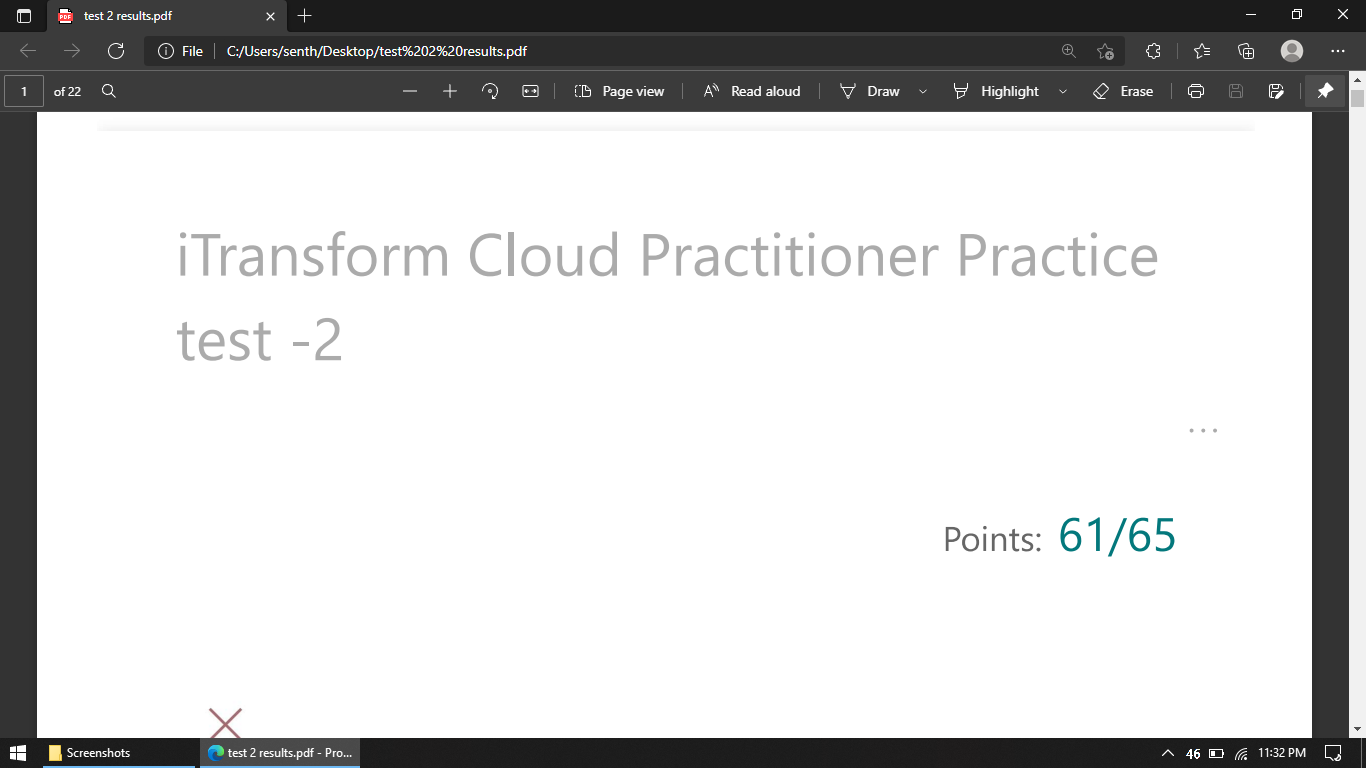 test 2 results.pdf
File
C:/Users/senth/Desktop/test%202%20results.pdf
1 of 22
Page view
Read aloud
Draw
Highlight
Erase
iTransform Cloud Practitioner Practice
test -2
...
Points: 61/65
Screenshots
test 2 results.pdf - Pro...
46
11:32 PM